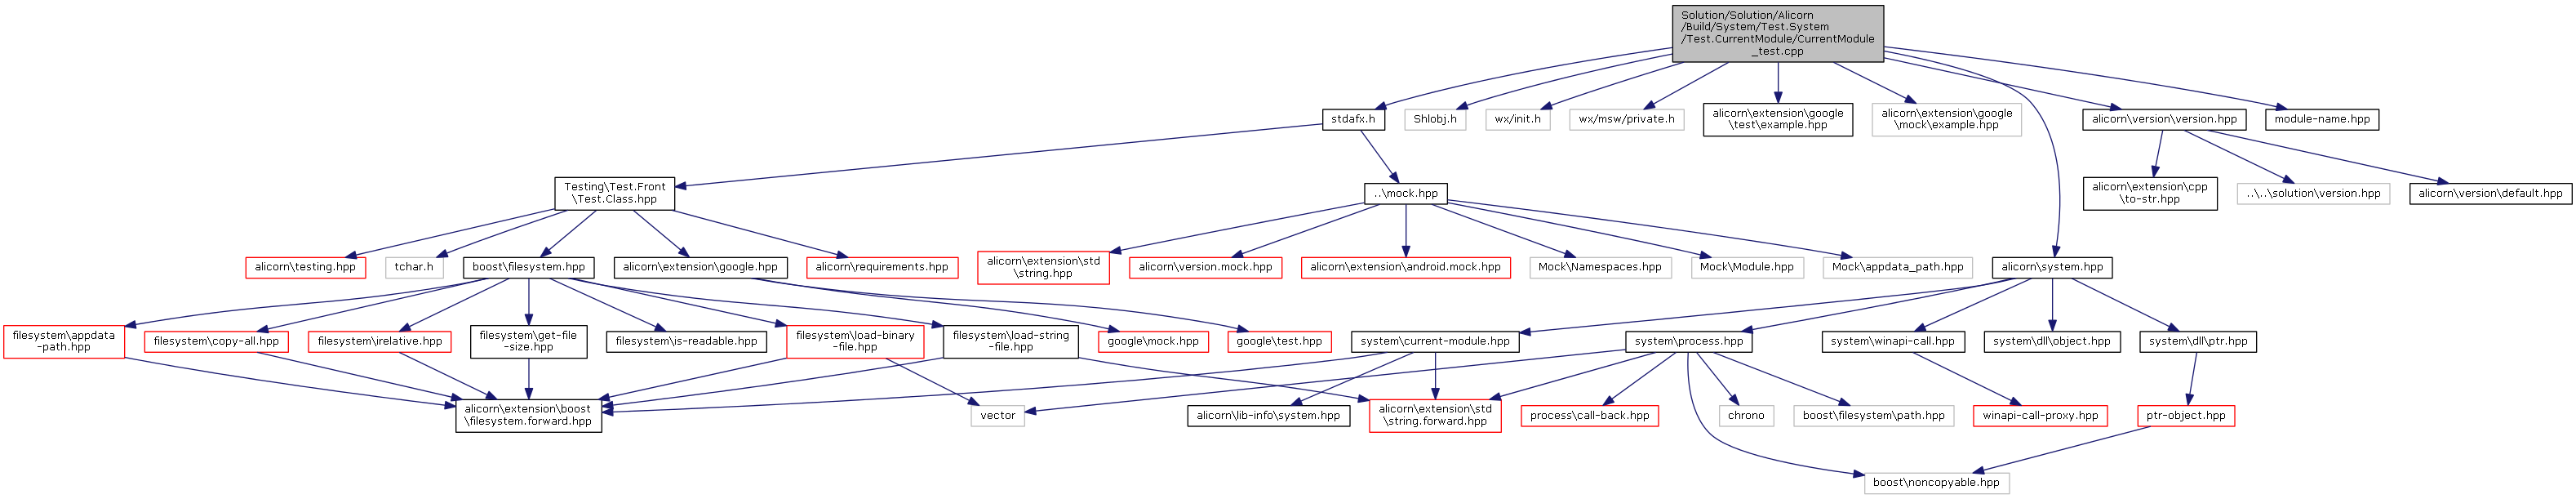 Solution/Solution/Alicorn
/Build/System/Test.System
/Test.CurrentModule/CurrentModule
_test.cpp
stdafx.h
Shlobj.h
wx/init.h
wx/msw/private.h
alicorn\extension\google
\test\example.hpp
alicorn\extension\google
\mock\example.hpp
alicorn\version\version.hpp
module-name.hpp
Testing\Test.Front
\Test.Class.hpp
..\mock.hpp
alicorn\extension\cpp
\to-str.hpp
..\..\solution\version.hpp
alicorn\version\default.hpp
alicorn\testing.hpp
tchar.h
boost\filesystem.hpp
alicorn\extension\google.hpp
alicorn\requirements.hpp
alicorn\extension\std
\string.hpp
alicorn\version.mock.hpp
alicorn\extension\android.mock.hpp
Mock\Namespaces.hpp
Mock\Module.hpp
Mock\appdata_path.hpp
alicorn\system.hpp
filesystem\appdata
-path.hpp
filesystem\copy-all.hpp
filesystem\irelative.hpp
filesystem\get-file
-size.hpp
filesystem\is-readable.hpp
filesystem\load-binary
-file.hpp
filesystem\load-string
-file.hpp
google\mock.hpp
google\test.hpp
system\current-module.hpp
system\process.hpp
system\winapi-call.hpp
system\dll\object.hpp
system\dll\ptr.hpp
alicorn\extension\boost
\filesystem.forward.hpp
vector
alicorn\lib-info\system.hpp
alicorn\extension\std
\string.forward.hpp
process\call-back.hpp
chrono
boost\filesystem\path.hpp
winapi-call-proxy.hpp
ptr-object.hpp
boost\noncopyable.hpp